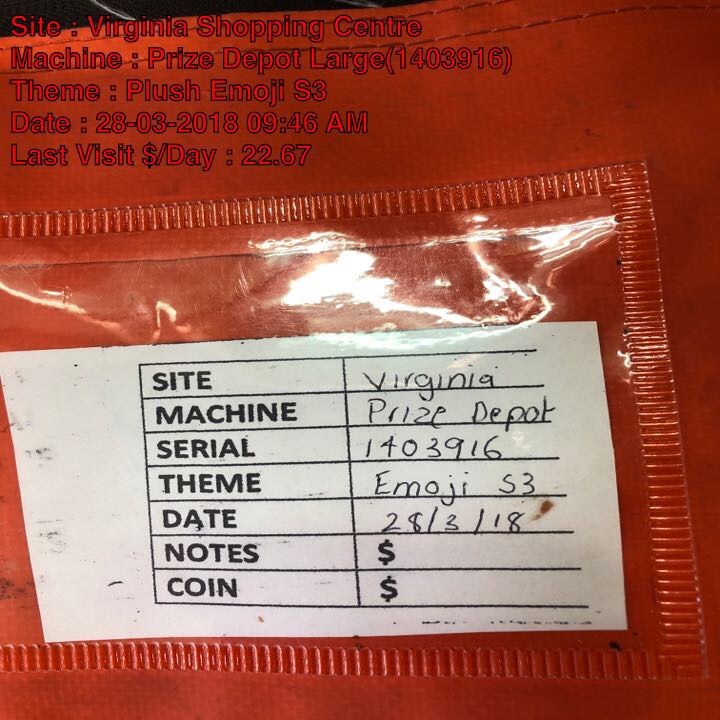 Site : Virginia Shopping Centre
Machine : Prize Depot Large(1403916)
Theme : Plush Emoji S3
Date : 28-03-2018 09:46 AM
Last Visit $/Day : 22.67
SITE Virginia
MACHINE Prize Depot
SERIAL 1403916
THEME Emoji S3
DATE 28/3/18
NOTES $
COIN $